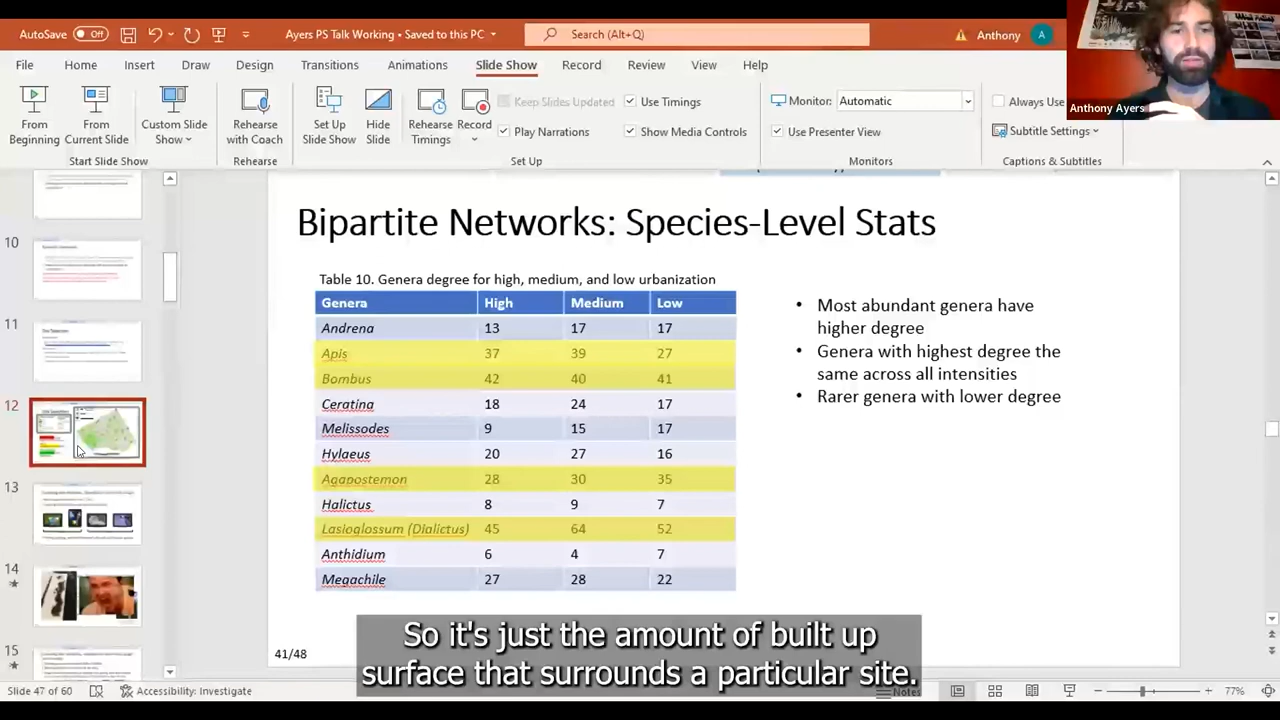 AutoSave Off Ayers PS Talk Working • Saved to this PC Search (Alt+Q) Anthony A
File Home Insert Draw Design Transitions Animations Slide Show Record Review View Help
From Beginning From Current Slide Custom Slide Show Rehearse with Coach Set Up Slide Show Hide Slide Rehearse Timings Record
Keep Slides Updated Use Timings Monitor: Automatic Always Use
Play Narrations Show Media Controls Use Presenter View Subtitle Settings
Start Slide Show Rehearse Set Up Monitors Captions & Subtitles
Anthony Ayers
10
11
12
13
14
15
Bipartite Networks: Species-Level Stats
Table 10. Genera degree for high, medium, and low urbanization
Genera High Medium Low
Andrena 13 17 17
Apis 37 39 27
Bombus 42 40 41
Cerating 18 24 17
Melissodes 9 15 17
Hylaeus 20 27 16
Agapostemon 28 30 35
Halictus 8 9 7
Lasioglossum (Dialictus) 45 64 52
Anthidium 6 4 7
Megachile 27 28 22
• Most abundant genera have
higher degree
• Genera with highest degree the
same across all intensities
• Rarer genera with lower degree
So it's just the amount of built up
surface that surrounds a particular site.
41/48
Slide 47 of 60 Accessibility: Investigate Notes 77%